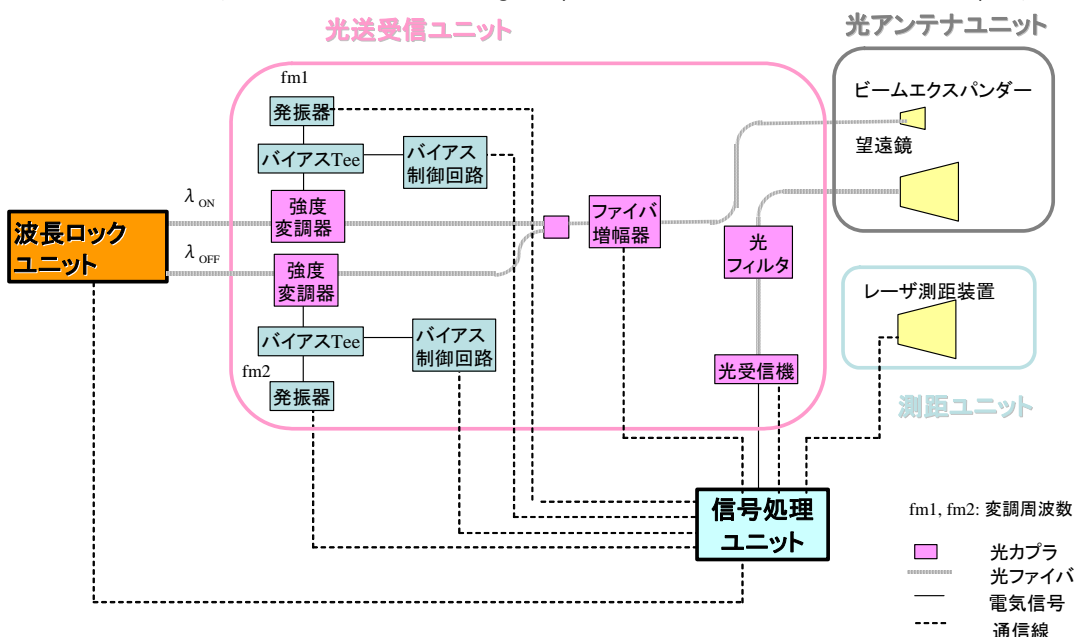 光送受信ユニット
光アンテナユニット
fm1
発振器
バイアスTee
バイアス
制御回路
強度
変調器
λ ON
λ OFF
波長ロック
ユニット
強度
変調器
バイアスTee
バイアス
制御回路
fm2
発振器
ファイバ
増幅器
光
フィルタ
光受信機
ビームエクスパンダー
望遠鏡
レーザ測距装置
測距ユニット
信号処理
ユニット
fm1, fm2: 変調周波数
光カプラ
光ファイバ
電気信号
通信線